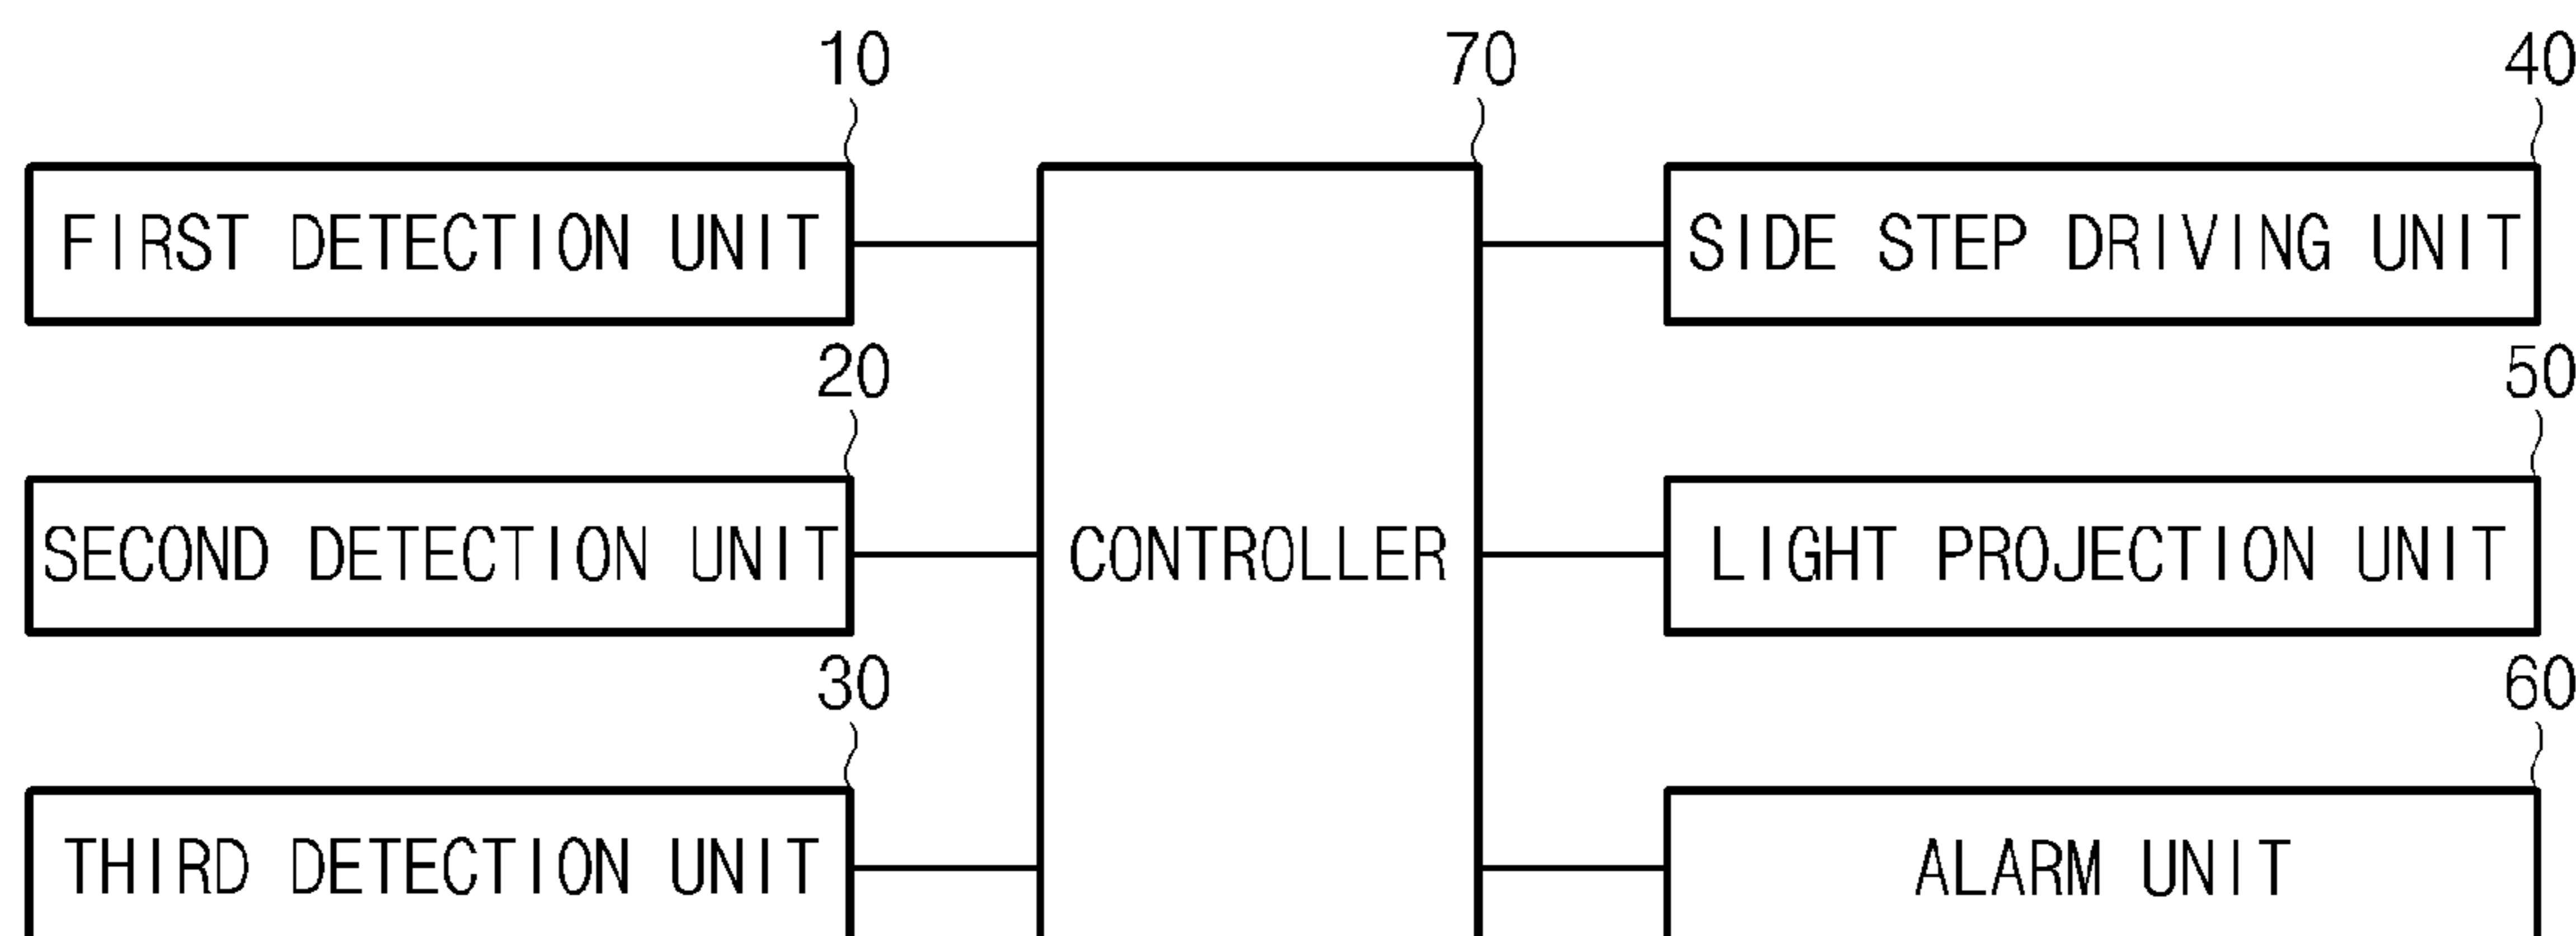 10
70
40
FIRST DETECTION UNIT
SIDE STEP DRIVING UNIT
20
50
SECOND DETECTION UNIT
CONTROLLER
LIGHT PROJECTION UNIT
30
60
THIRD DETECTION UNIT
ALARM UNIT